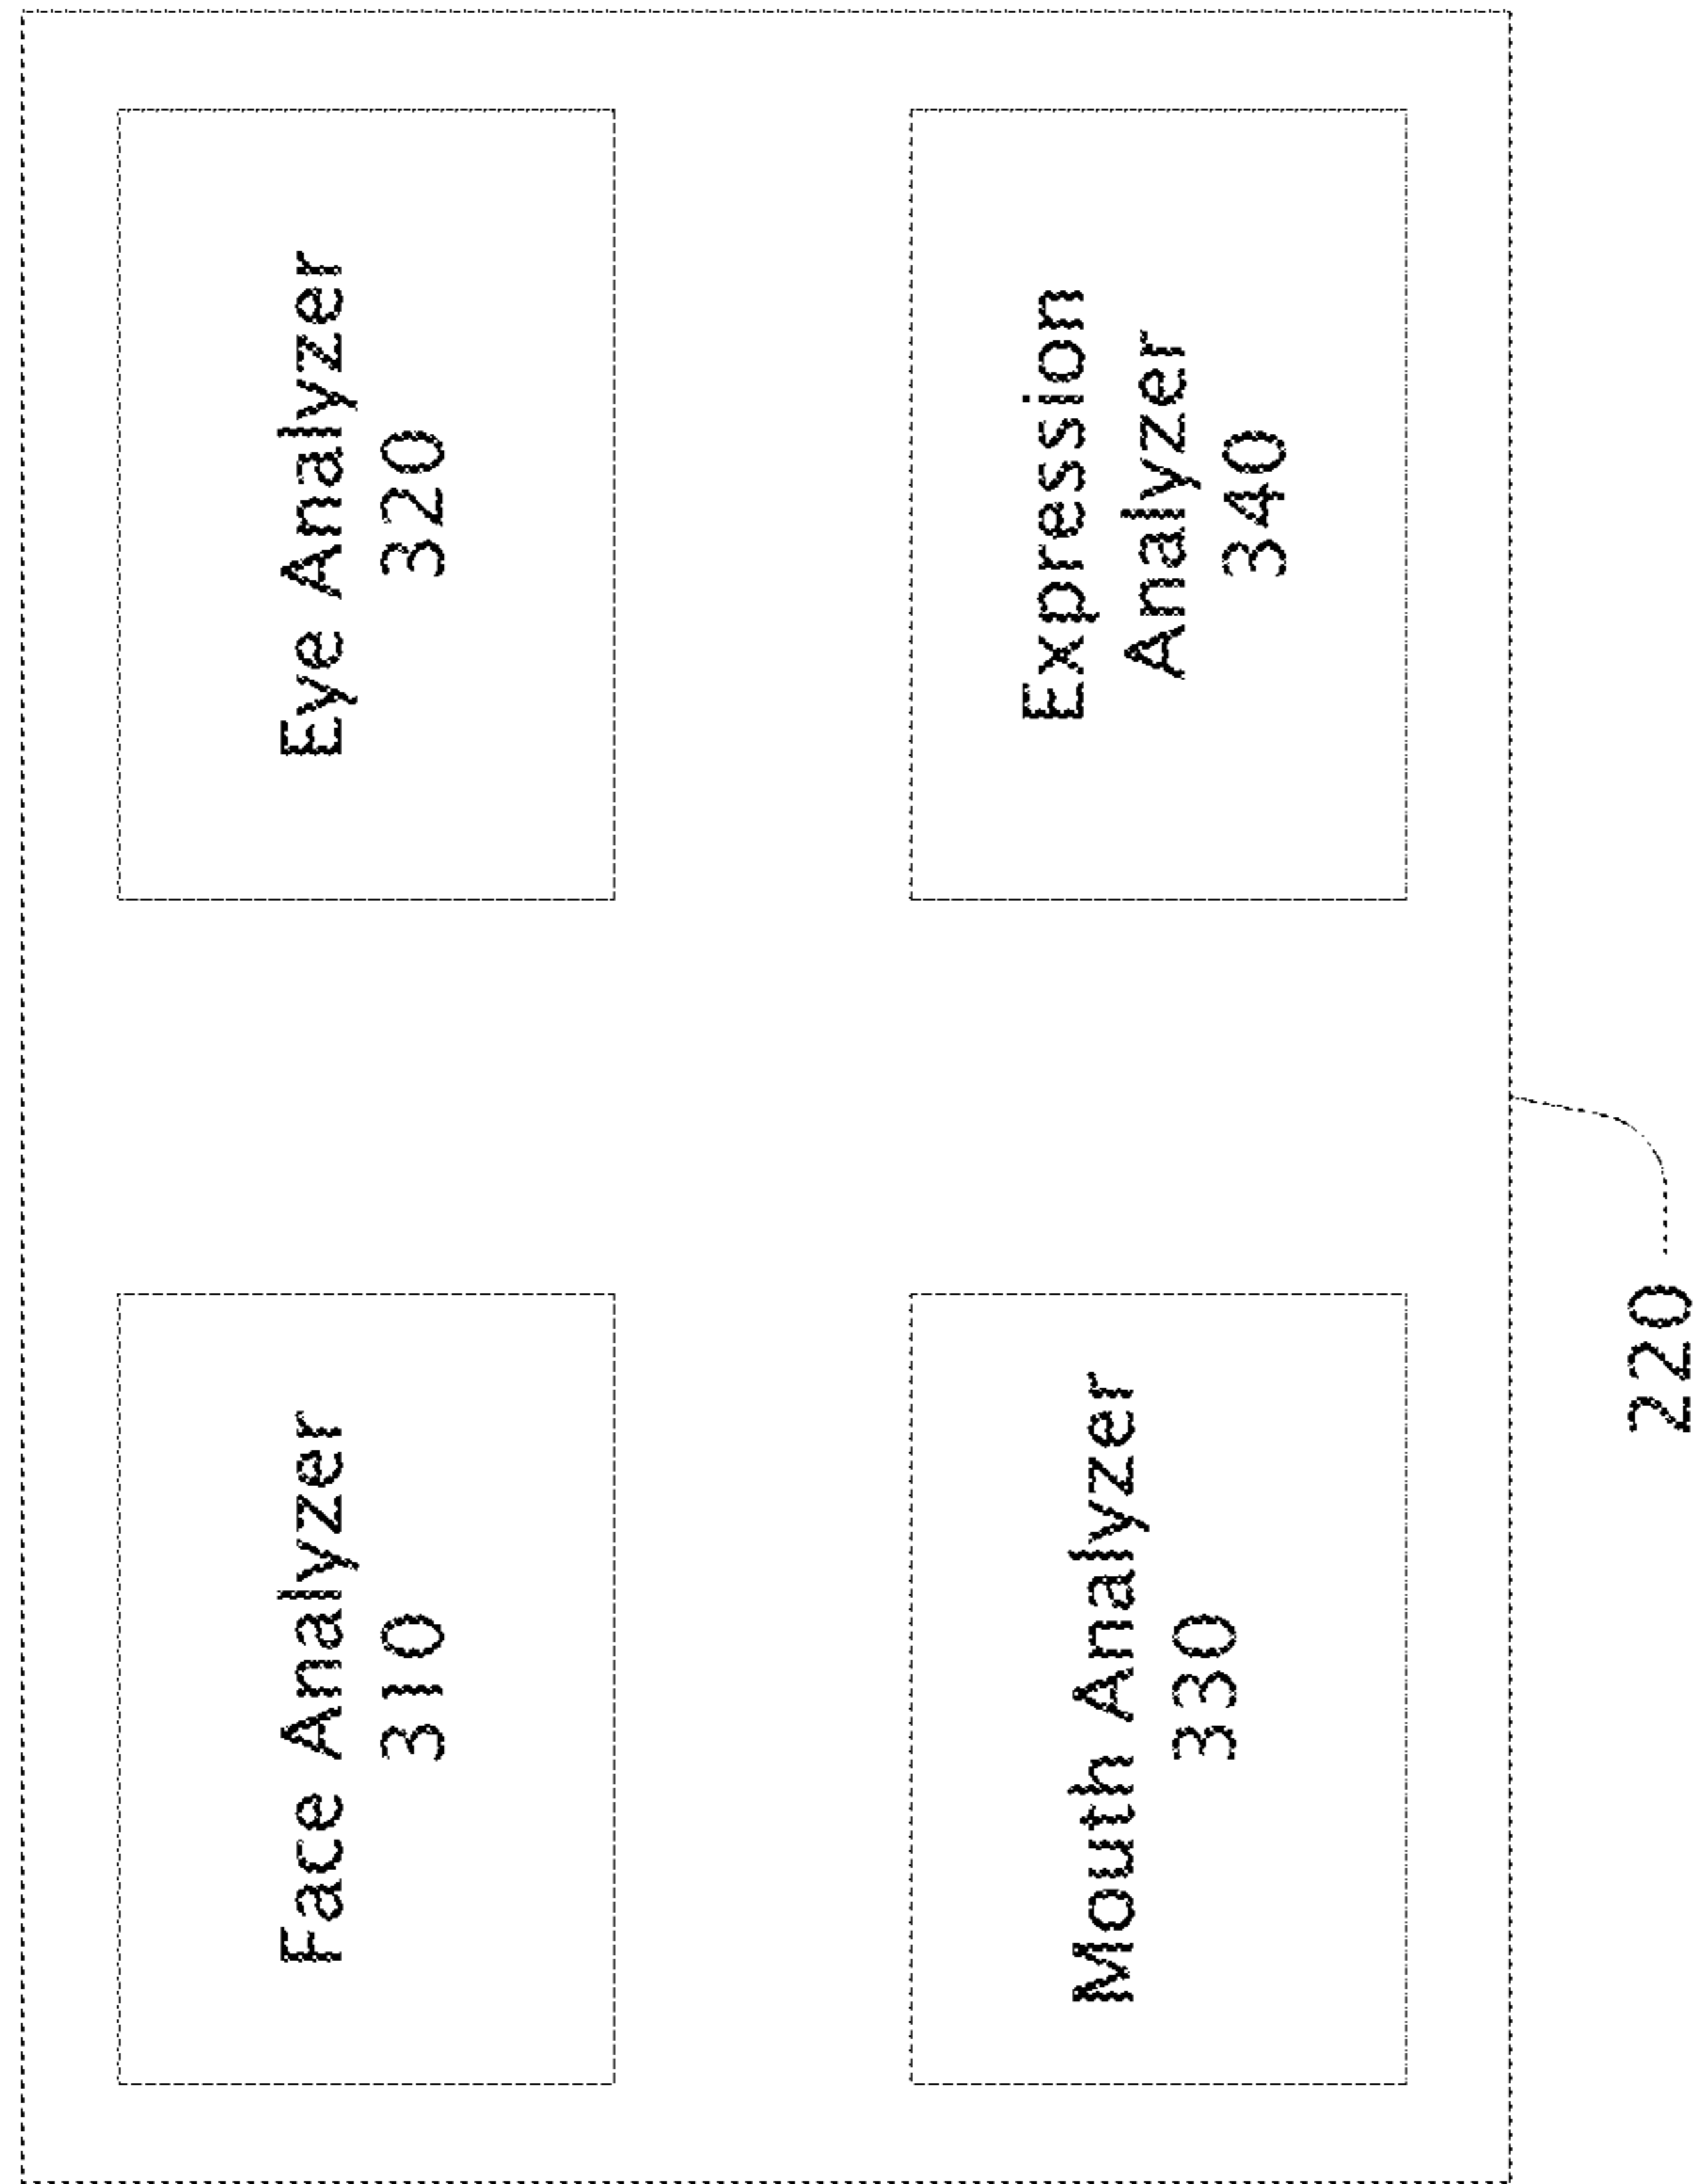 Face Analyzer
310
Eye Analyzer
320
Mouth Analyzer
330
Expression
Analyzer
340
220